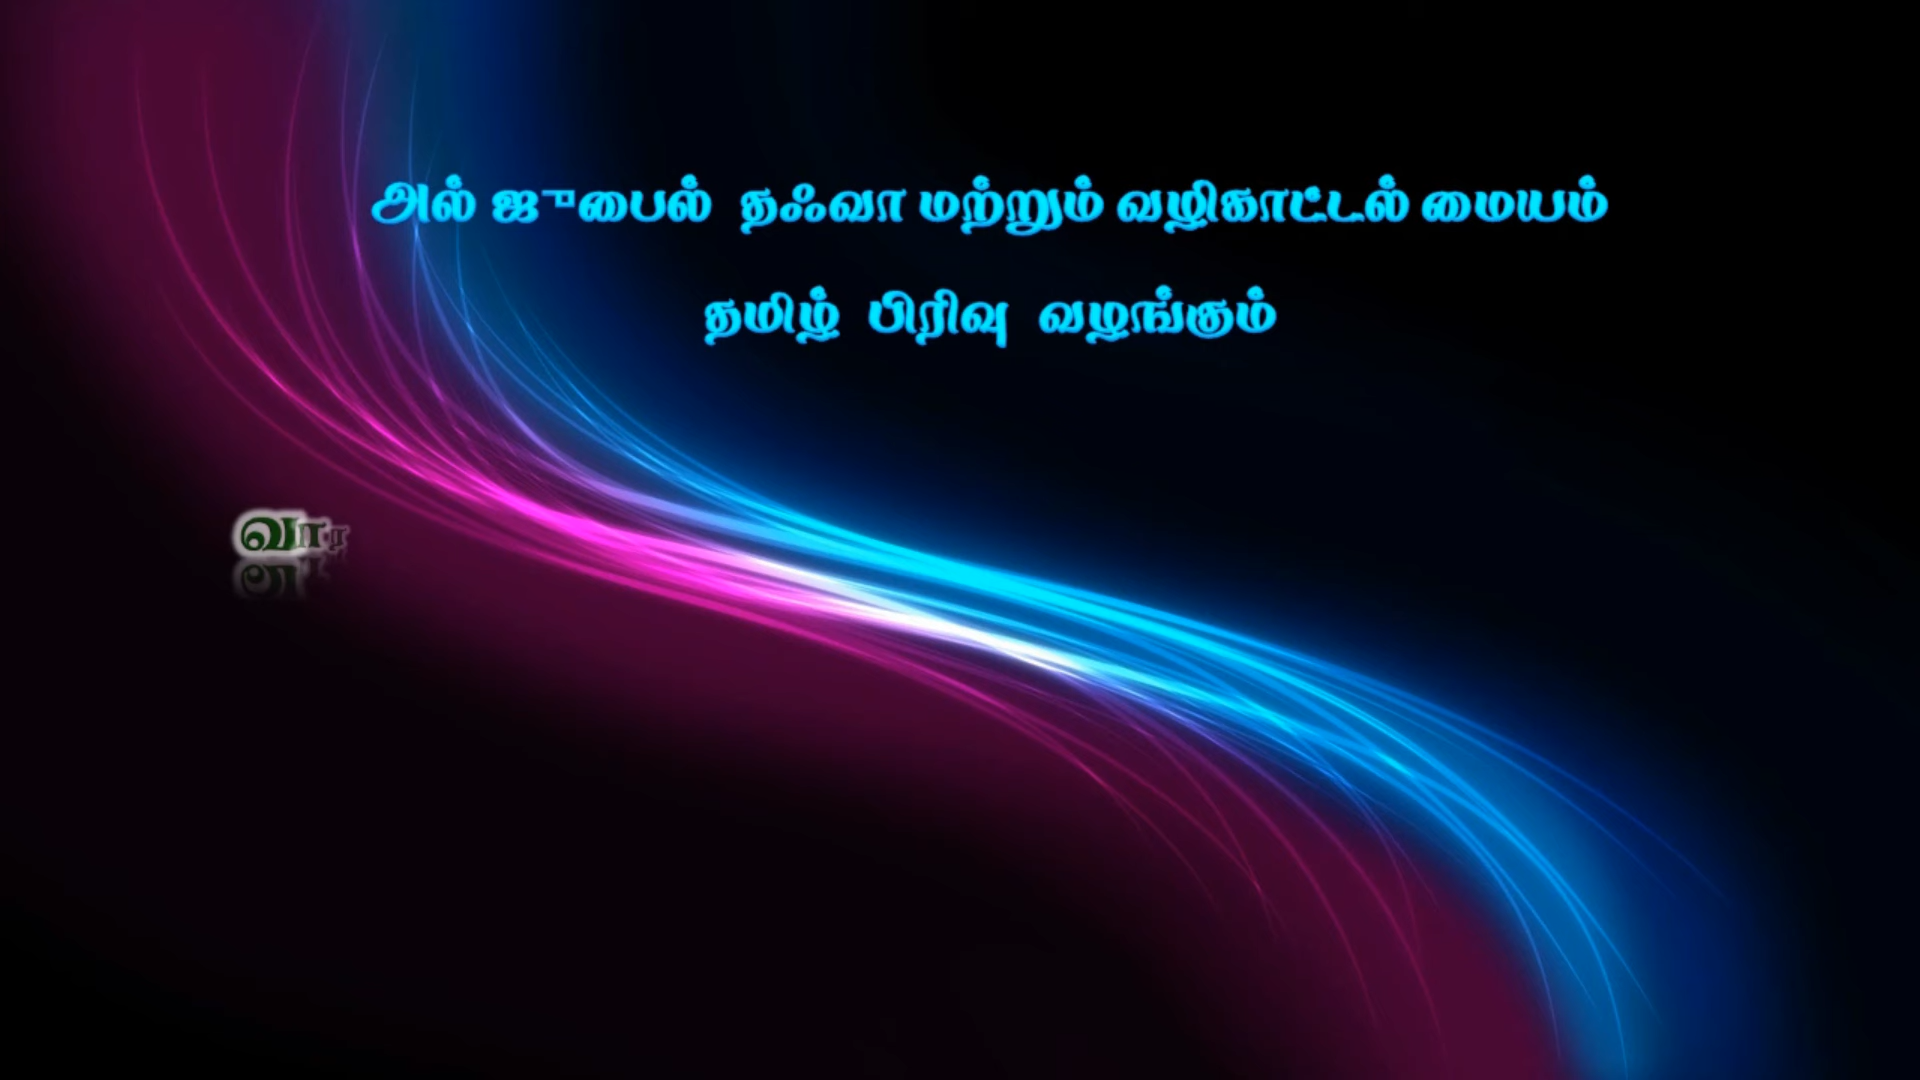 அல் ஜுபைல் தஃவா மற்றும் வழிகாட்டல் மையம்
தமிழ் பிரிவு வழங்கும்
வார